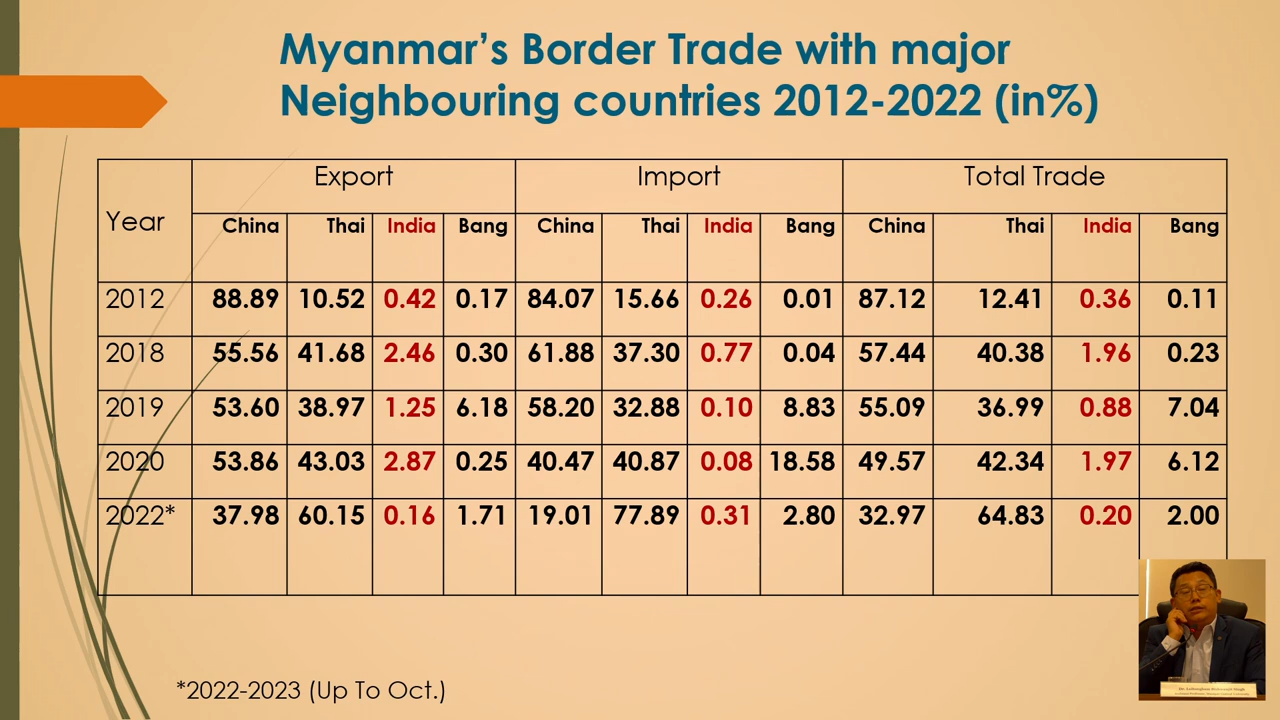 Myanmar’s Border Trade with major
Neighbouring countries 2012-2022 (in%)
Year Export Import Total Trade
China Thai India Bang China Thai India Bang China Thai India Bang
2012 88.89 10.52 0.42 0.17 84.07 15.66 0.26 0.01 87.12 12.41 0.36 0.11
2018 55.56 41.68 2.46 0.30 61.88 37.30 0.77 0.04 57.44 40.38 1.96 0.23
2019 53.60 38.97 1.25 6.18 58.20 32.88 0.10 8.83 55.09 36.99 0.88 7.04
2020 53.86 43.03 2.87 0.25 40.47 40.87 0.08 18.58 49.57 42.34 1.97 6.12
2022* 37.98 60.15 0.16 1.71 19.01 77.89 0.31 2.80 32.97 64.83 0.20 2.00
*2022-2023 (Up To Oct.)